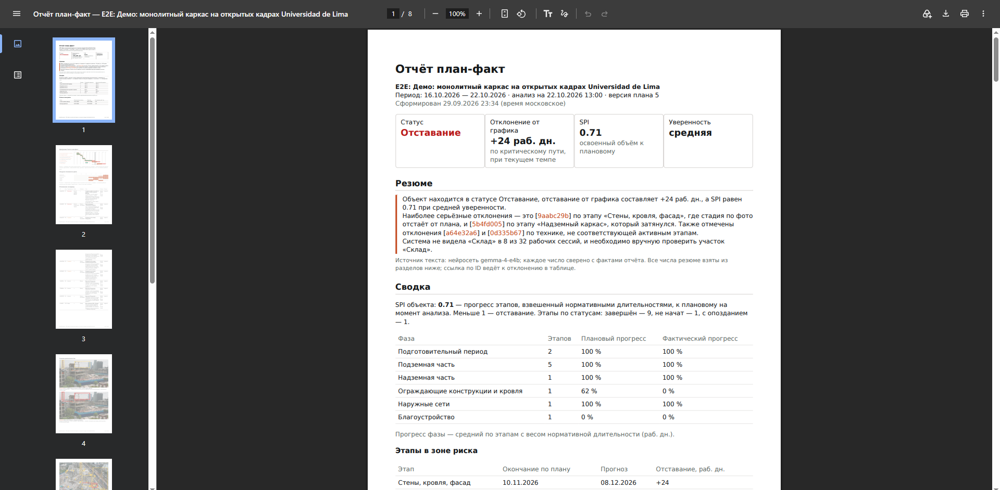 Отчёт план-факт — E2E: Демо: монолитный каркас на открытых кадрах Universidad de Lima
1 / 8
100%
1
2
3
4
Отчёт план-факт
E2E: Демо: монолитный каркас на открытых кадрах Universidad de Lima
Период: 16.10.2026 — 22.10.2026 · анализ на 22.10.2026 13:00 · версия плана 5
Сформирован 29.09.2026 23:34 (время московское)
Статус
Отставание
Отклонение от
графика
+24 раб. дн.
по критическому пути,
при текущем темпе
SPI
0.71
освоенный объём к
плановому
Уверенность
средняя
Резюме
Объект находится в статусе Отставание, отставание от графика составляет +24 раб. дн., а SPI равен
0.71 при средней уверенности.
Наиболее серьёзные отклонения — это [9aabc29b] по этапу «Стены, кровля, фасад», где стадия по фото
отстаёт от плана, и [5b4fd005] по этапу «Надземный каркас», который затянулся. Также отмечены
отклонения [a64e32a6] и [0d335b67] по технике, не соответствующей активным этапам.
Система не видела «Склад» в 8 из 32 рабочих сессий, и необходимо вручную проверить участок
«Склад».
Источник текста: нейросеть gemma-4-e4b; каждое число сверено с фактами отчёта. Все числа резюме взяты из
разделов ниже; ссылка по ID ведёт к отклонению в таблице.
Сводка
SPI объекта: 0.71 — прогресс этапов, взвешенный нормативными длительностями, к плановому на
момент анализа. Меньше 1 — отставание. Этапы по статусам: завершён — 9, не начат — 1, с опозданием
— 1.
Фаза Этапов Плановый прогресс Фактический прогресс
Подготовительный период 2 100 % 100 %
Подземная часть 5 100 % 100 %
Надземная часть 1 100 % 100 %
Ограждающие конструкции и кровля 1 62 % 0 %
Наружные сети 1 100 % 100 %
Благоустройство 1 0 % 0 %
Прогресс фазы — средний по этапам с весом нормативной длительности (раб. дн.).
Этапы в зоне риска
Этап Окончание по плану Прогноз Отставание, раб. дн.
Стены, кровля, фасад 10.11.2026 08.12.2026 +24